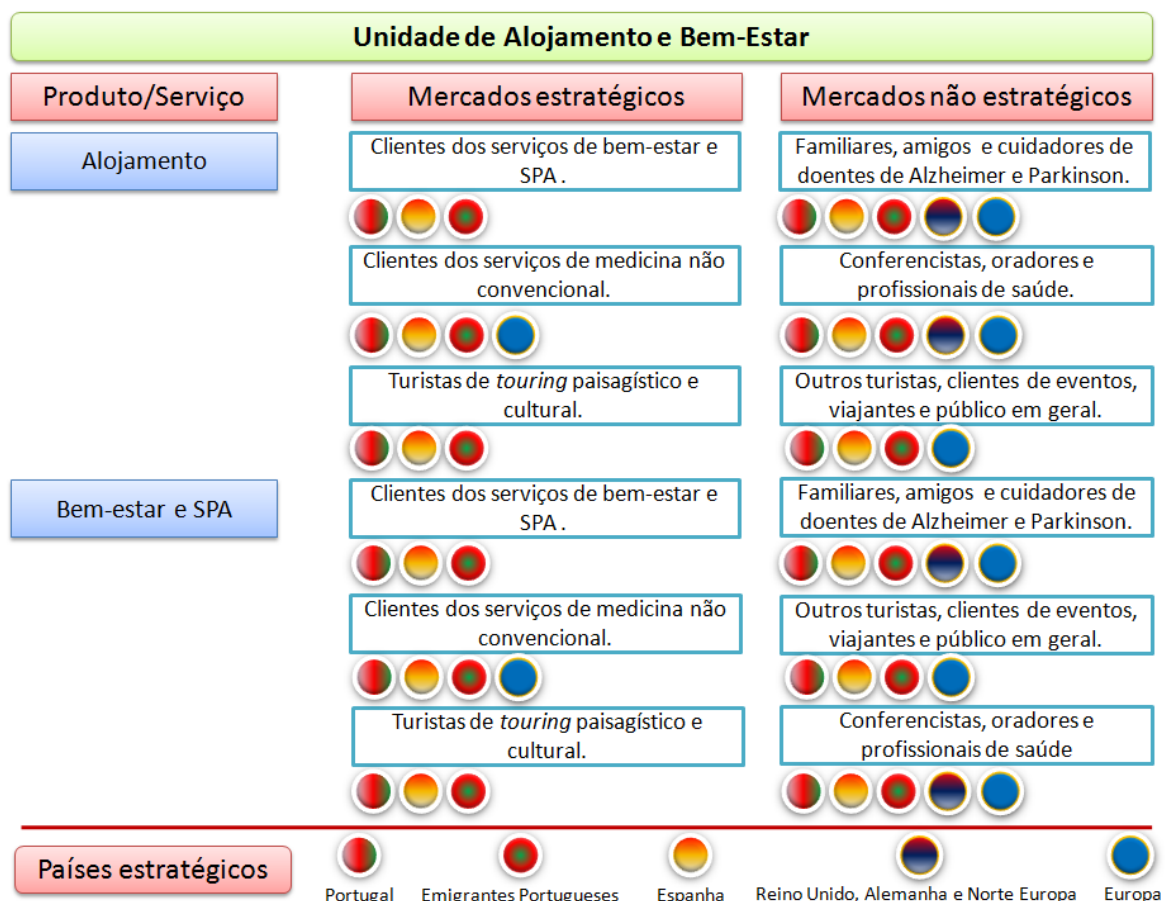 Unidade de Alojamento e Bem-Estar
Produto/Serviço
Mercados estratégicos
Mercados não estratégicos
Alojamento
Clientes dos serviços de bem-estar e
SPA .
Familiares, amigos e cuidadores de
doentes de Alzheimer e Parkinson.
Clientes dos serviços de medicina não
convencional.
Conferencistas, oradores e
profissionais de saúde.
Turistas de touring paisagístico e
cultural.
Outros turistas, clientes de eventos,
viajantes e público em geral.
Bem-estar e SPA
Clientes dos serviços de bem-estar e
SPA .
Familiares, amigos e cuidadores de
doentes de Alzheimer e Parkinson.
Clientes dos serviços de medicina não
convencional.
Outros turistas, clientes de eventos,
viajantes e público em geral.
Turistas de touring paisagístico e
cultural.
Conferencistas, oradores e
profissionais de saúde
Países estratégicos
Portugal
Emigrantes Portugueses
Espanha
Reino Unido, Alemanha e Norte Europa
Europa